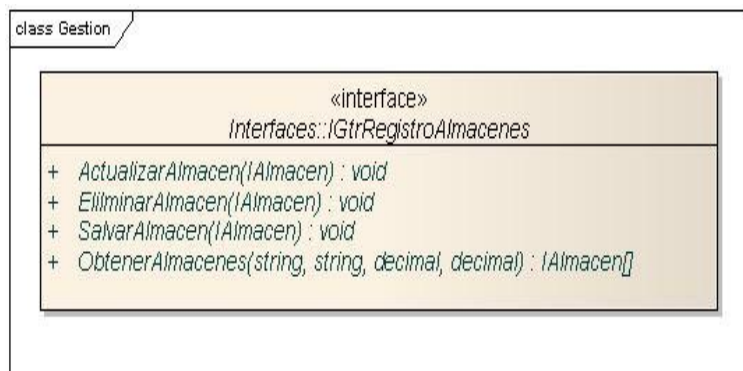 class Gestion
«interface»
Interfaces::IGtrRegistroAlmacenes
+ ActualizarAlmacen(IAlmacen) : void
+ ElilminarAlmacen(IAlmacen) : void
+ SalvarAlmacen(IAlmacen) : void
+ ObtenerAlmacenes(string, string, decimal, decimal) : IAlmacen[]